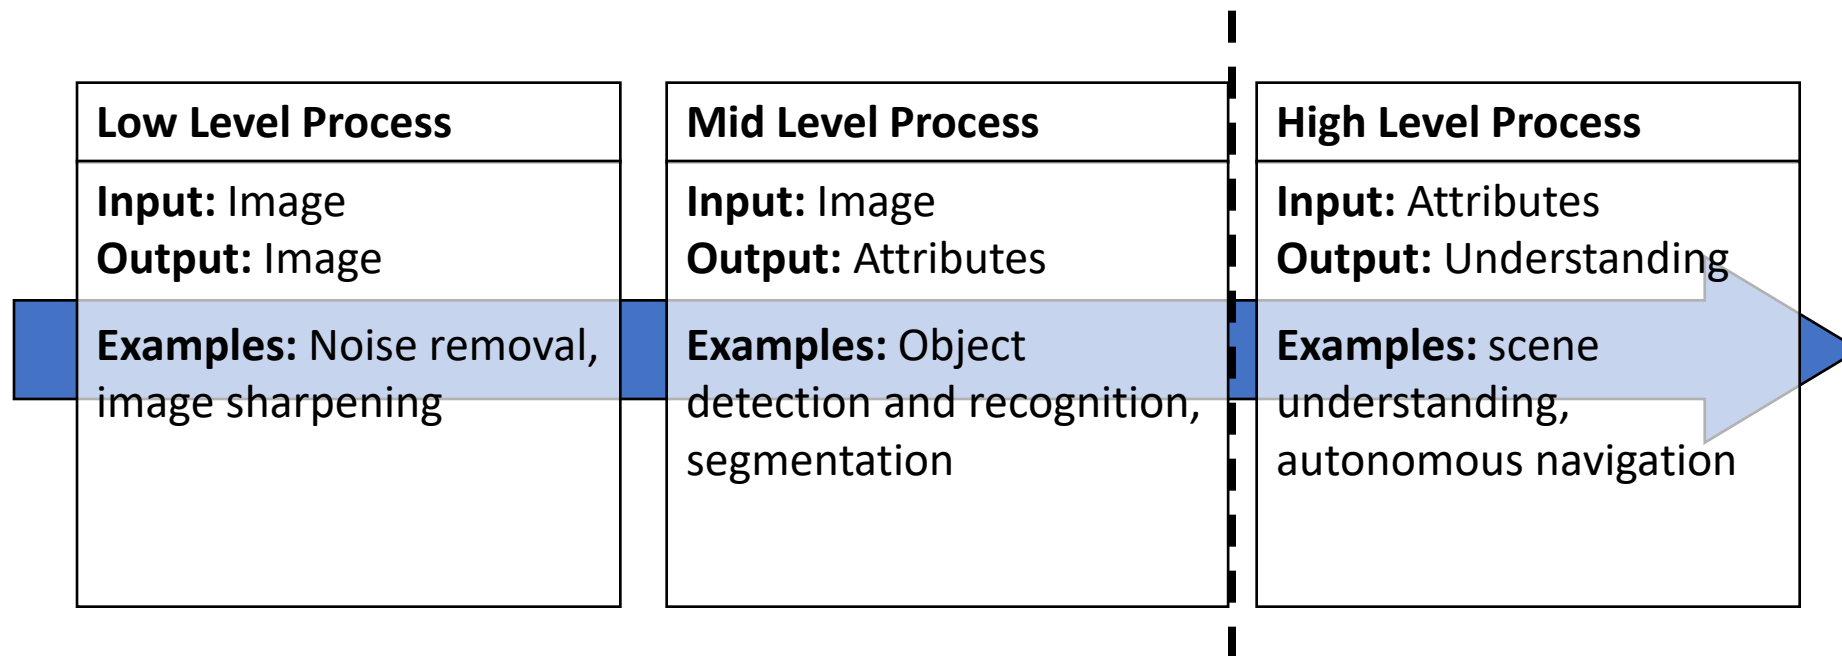 Low Level Process
Input: Image
Output: Image
Examples: Noise removal,
image sharpening
Mid Level Process
Input: Image
Output: Attributes
Examples: Object
detection and recognition,
segmentation
High Level Process
Input: Attributes
Output: Understanding
Examples: scene
understanding,
autonomous navigation